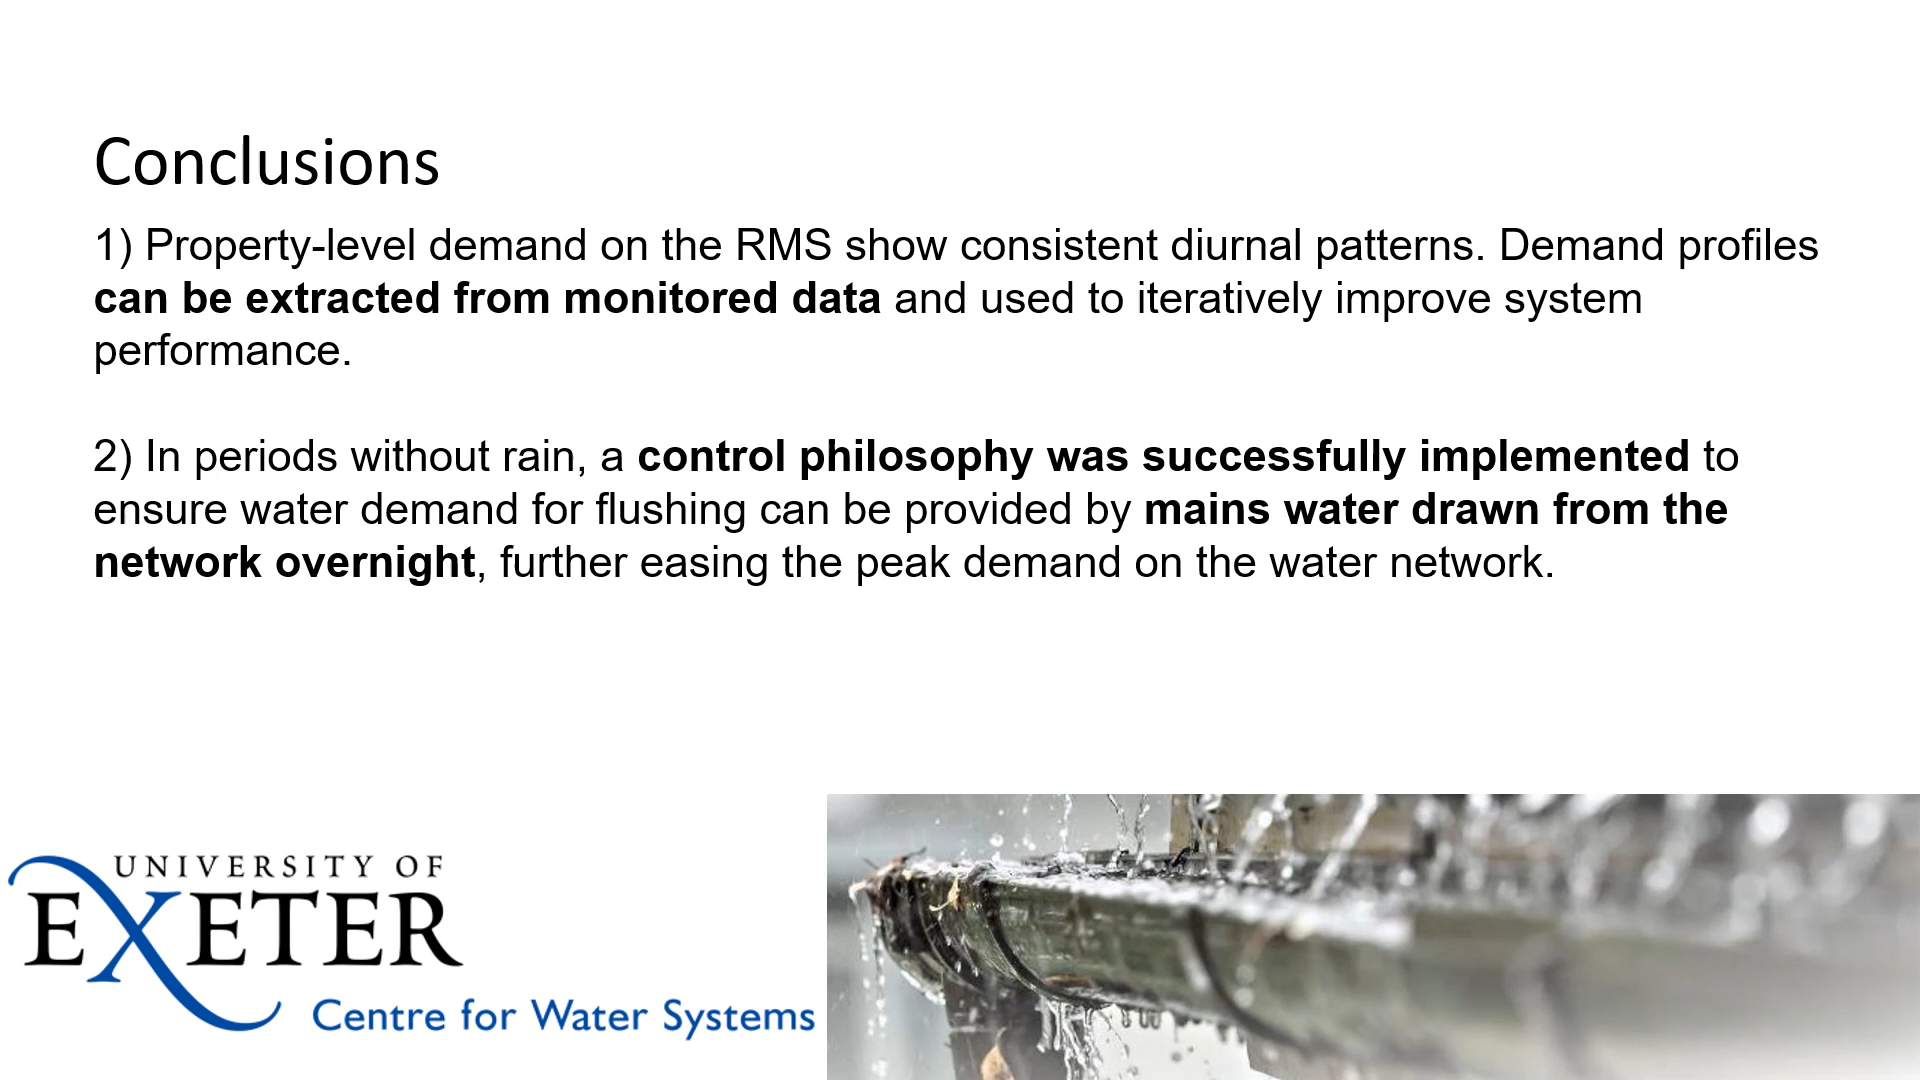 Conclusions
1) Property-level demand on the RMS show consistent diurnal patterns. Demand profiles
can be extracted from monitored data and used to iteratively improve system
performance.
2) In periods without rain, a control philosophy was successfully implemented to
ensure water demand for flushing can be provided by mains water drawn from the
network overnight, further easing the peak demand on the water network.
UNIVERSITY OF
EXETER
Centre for Water Systems